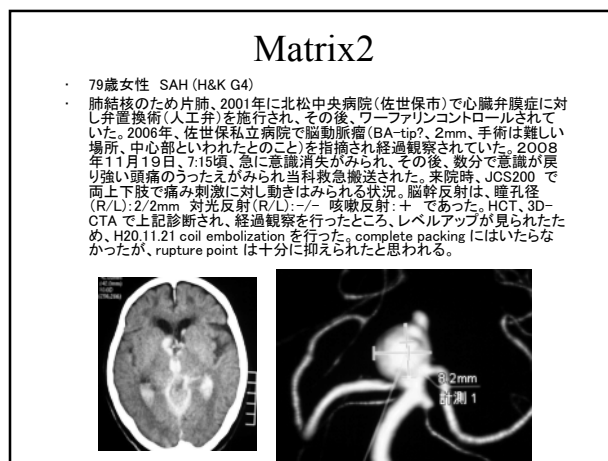 Matrix2
・ 79歳女性 SAH (H&K G4)
・ 肺結核のため片肺、2001年に北松中央病院(佐世保市)で心臓弁膜症に対
し弁置換術(人工弁)を施行され、その後、ワーファリンコントロールされて
いた。2006年、佐世保私立病院で脳動脈瘤(BA-tip?、2mm、手術は難しい
場所、中心部といわれたとのこと)を指摘され経過観察されていた。2008
年11月19日、7:15頃、急に意識消失がみられ、その後、数分で意識が戻
り強い頭痛のうったえがみられ当科救急搬送された。来院時、JCS200 で
両上下肢で痛み刺激に対し動きはみられる状況。脳幹反射は、瞳孔径
(R/L):2/2mm 対光反射(R/L):-/- 咳嗽反射:+ であった。HCT、3D-
CTA で上記診断され、経過観察を行ったところ、レベルアップが見られたた
め、H20.11.21 coil embolization を行った。complete packing にはいたらな
かったが、rupture point は十分に抑えられたと思われる。
8.2mm
計測 1